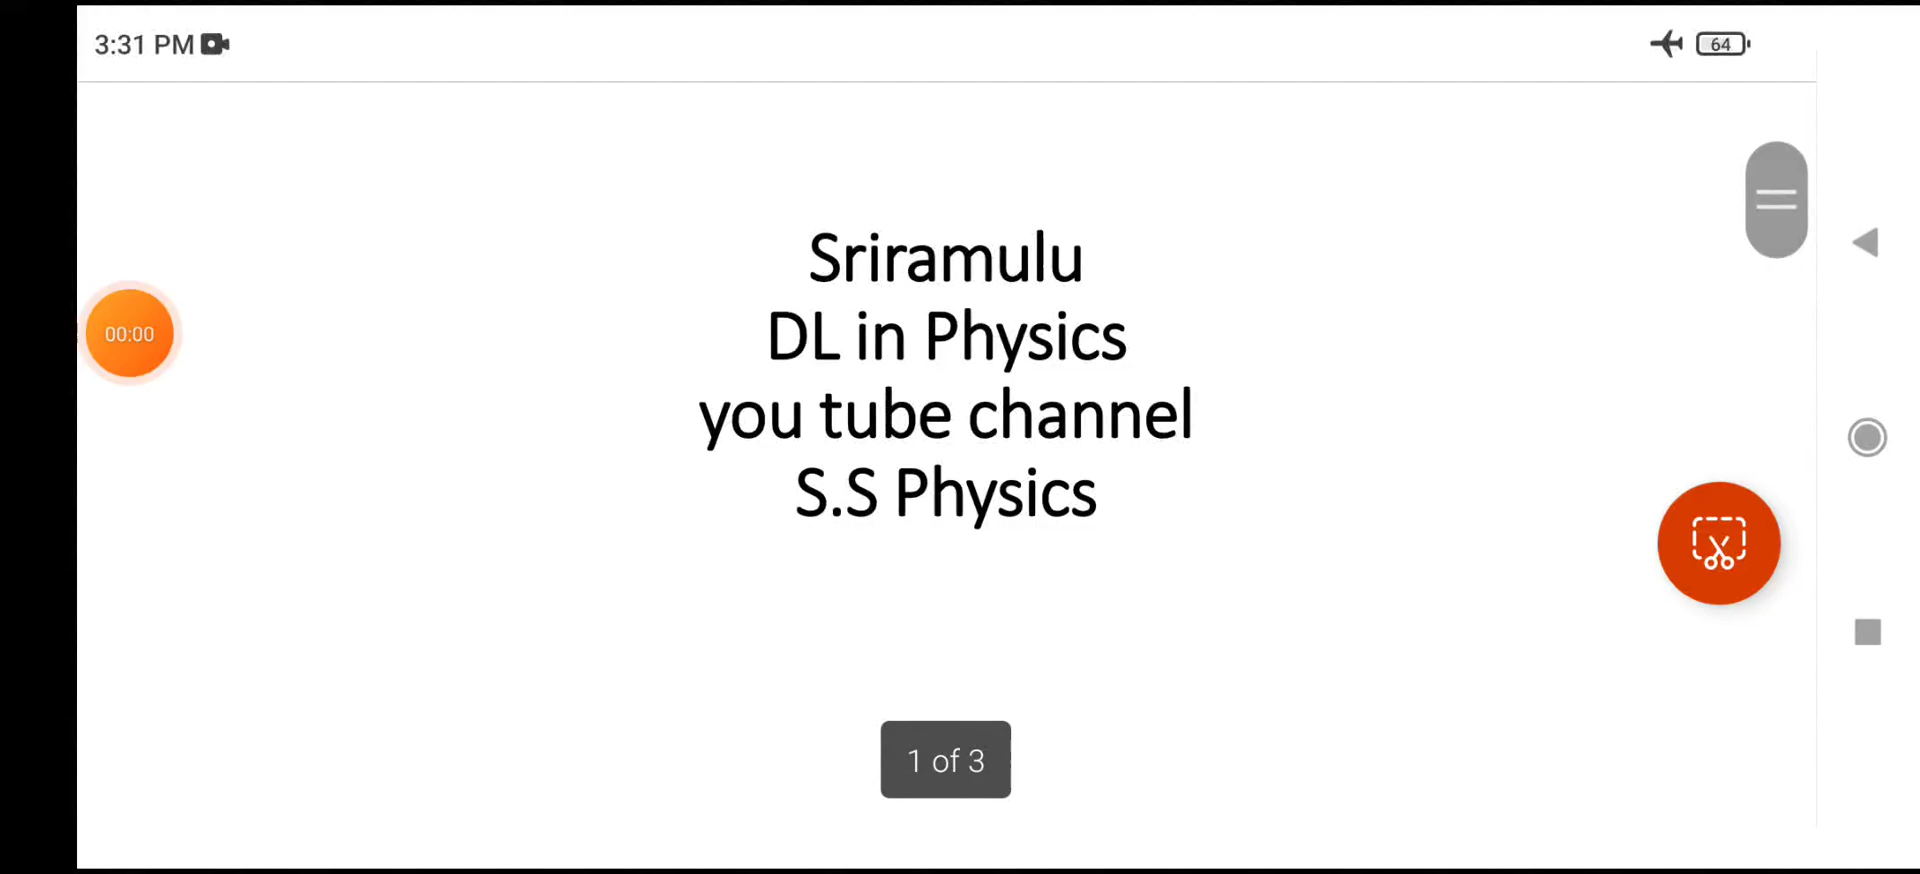 3:31 PM
64
Sriramulu
DL in Physics
you tube channel
S.S Physics
00:00
1 of 3